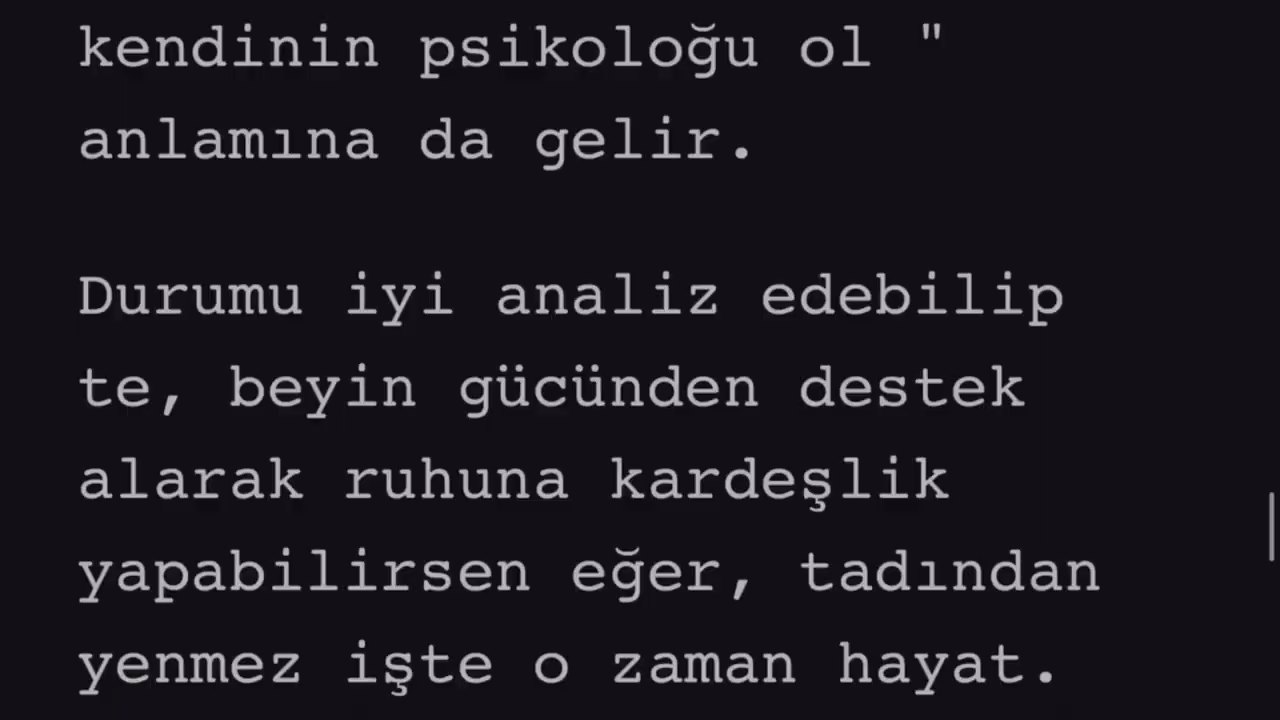 kendinin psikoloğu ol "
anlamına da gelir.
Durumu iyi analiz edebilip
te, beyin gücünden destek
alarak ruhuna kardeşlik
yapabilirsen eğer, tadından
yenmez işte o zaman hayat.